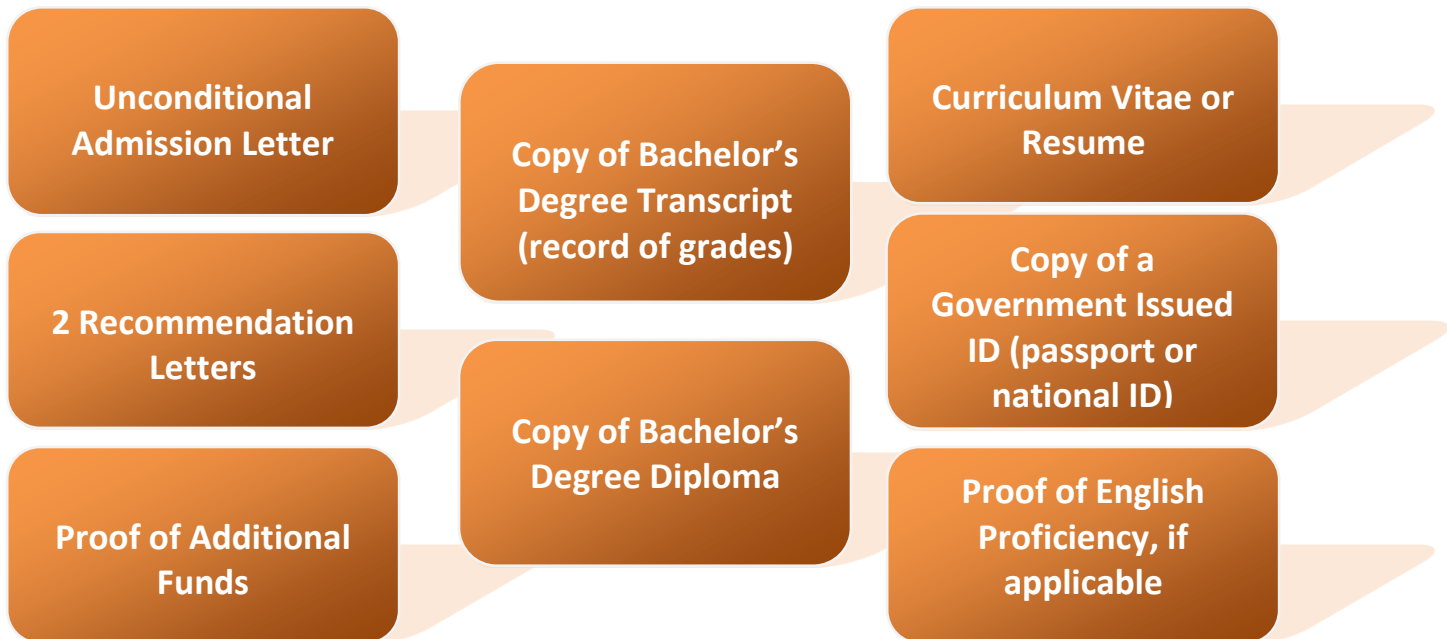 Unconditional
Admission Letter
2 Recommendation
Letters
Proof of Additional
Funds
Copy of Bachelor’s
Degree Transcript
(record of grades)
Copy of Bachelor’s
Degree Diploma
Curriculum Vitae or
Resume
Copy of a
Government Issued
ID (passport or
national ID)
Proof of English
Proficiency, if
applicable